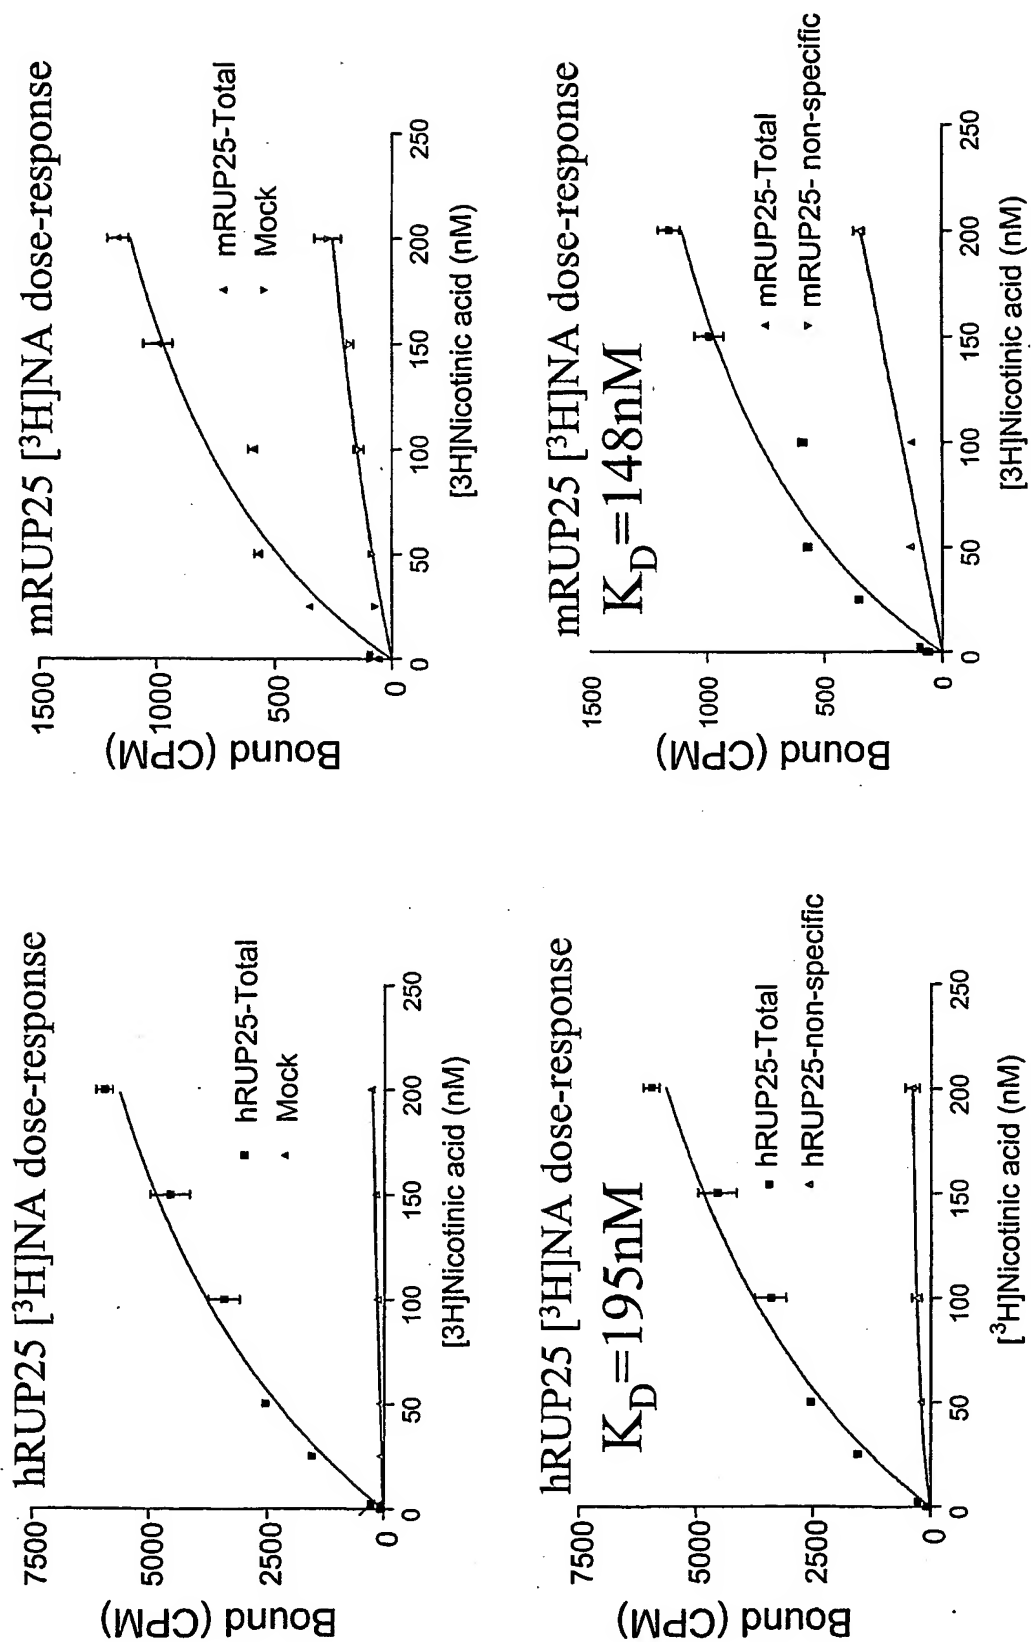 hRUP25 [³H]NA dose-response
Bound (CPM)
7500
5000
2500
0
0 50 100 150 200 250
[3H]Nicotinic acid (nM)
hRUP25-Total
Mock
mRUP25 [³H]NA dose-response
Bound (CPM)
1500
1000
500
0
0 50 100 150 200 250
[3H]Nicotinic acid (nM)
mRUP25-Total
Mock
hRUP25 [³H]NA dose-response
K_D=195nM
Bound (CPM)
7500
5000
2500
0
0 50 100 150 200 250
[³H]Nicotinic acid (nM)
hRUP25-Total
hRUP25-non-specific
mRUP25 [³H]NA dose-response
K_D=148nM
Bound (CPM)
1500
1000
500
0
0 50 100 150 200 250
[3H]Nicotinic acid (nM)
mRUP25-Total
mRUP25- non-specific